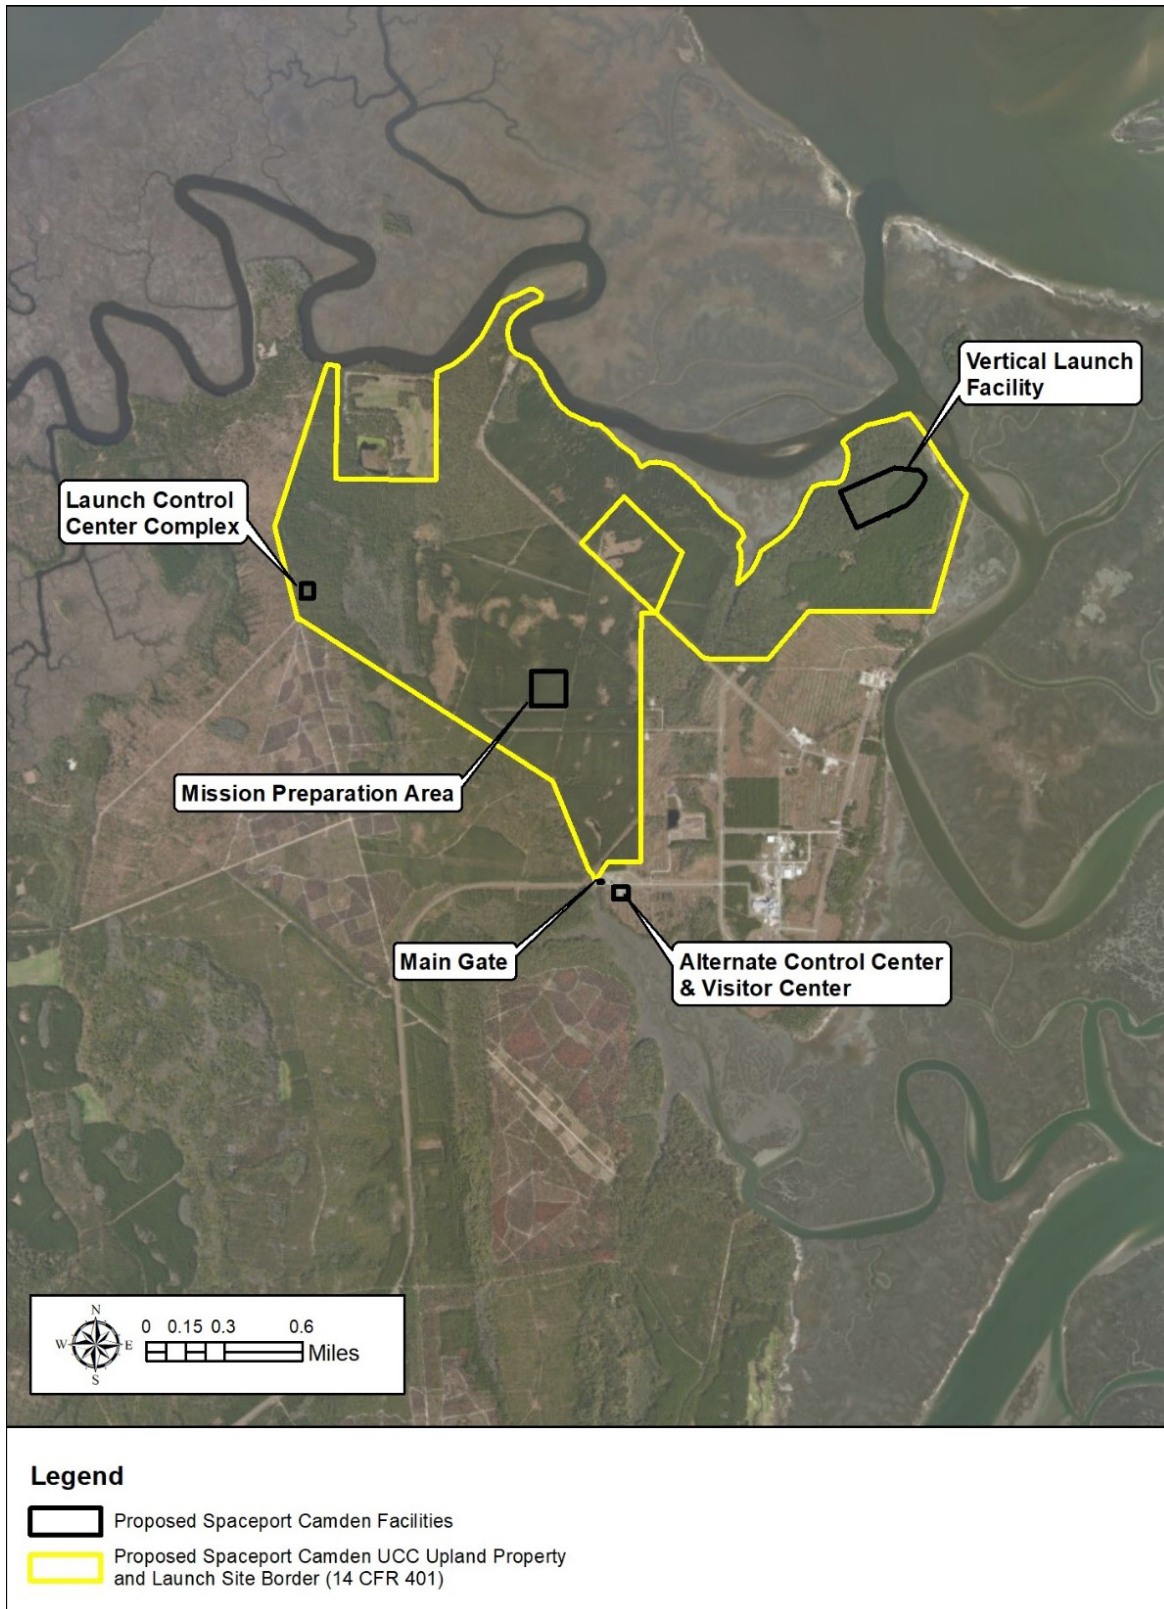 Vertical Launch
Facility
Launch Control
Center Complex
Mission Preparation Area
Main Gate
Alternate Control Center
& Visitor Center
N
W E
S
0 0.15 0.3 0.6
Miles
Legend
Proposed Spaceport Camden Facilities
Proposed Spaceport Camden UCC Upland Property
and Launch Site Border (14 CFR 401)